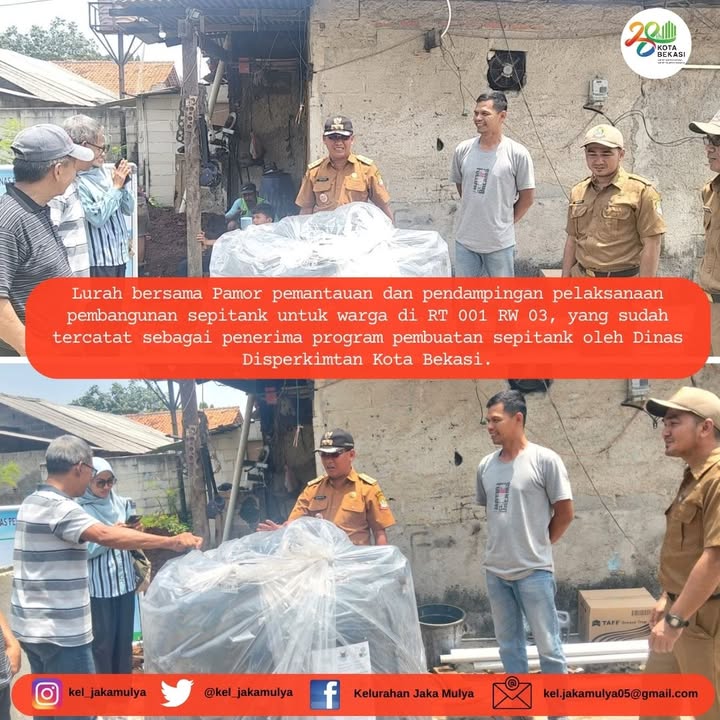 28
KOTA
BEKASI
Lurah bersama Pamor pemantauan dan pendampingan pelaksanaan
pembangunan sepitank untuk warga di RT 001 RW 03, yang sudah
tercatat sebagai penerima program pembuatan sepitank oleh Dinas
Disperkimtan Kota Bekasi.
TAFF
kel_jakamulya
@kel_jakamulya
Kelurahan Jaka Mulya
kel.jakamulya05@gmail.com